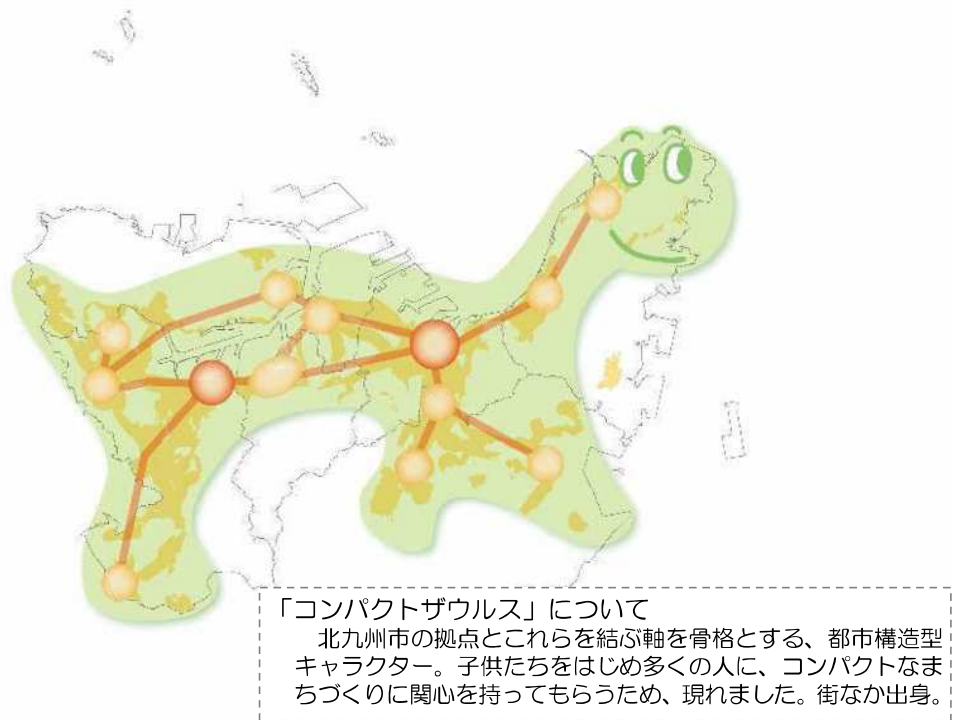 「コンパクトザウルス」について
北九州市の拠点とこれらを結ぶ軸を骨格とする、都市構造型
キャラクター。子供たちをはじめ多くの人に、コンパクトなま
ちづくりに関心を持ってもらうため、現れました。街なか出身。